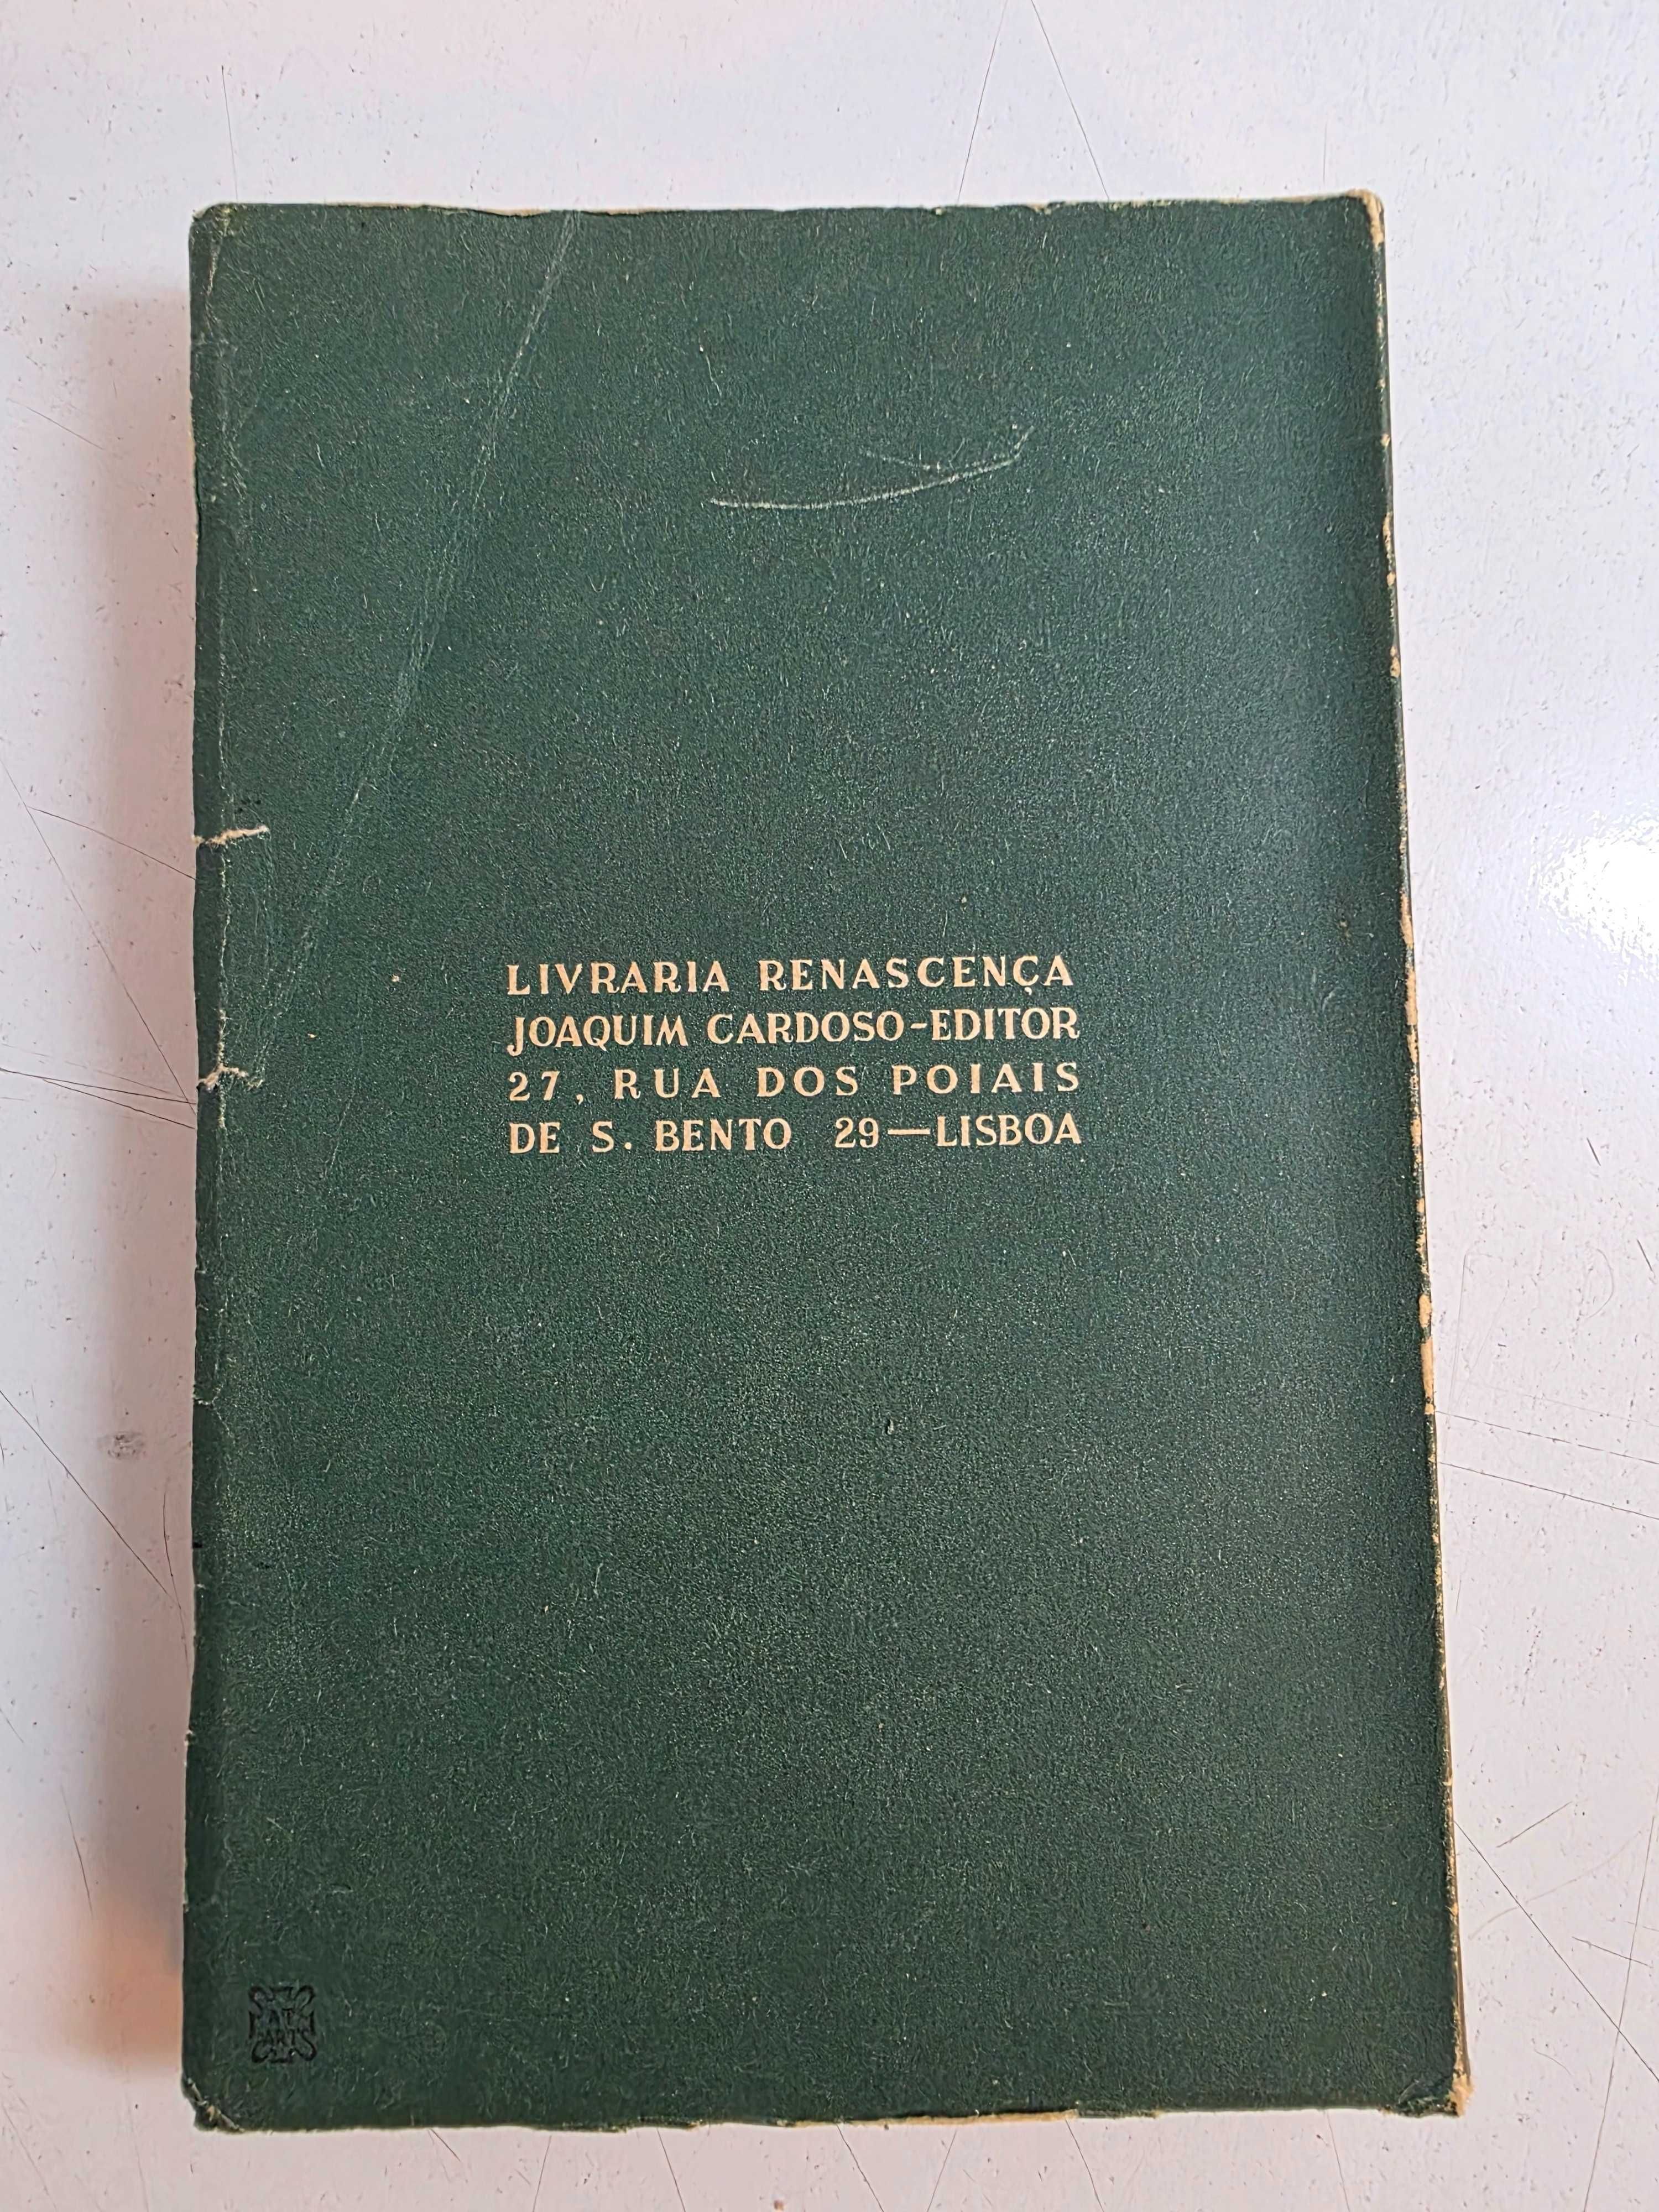 LIVRARIA RENASCENÇA
JOAQUIM CARDOSO-EDITOR
27, RUA DOS POIAIS
DE S. BENTO 29—LISBOA